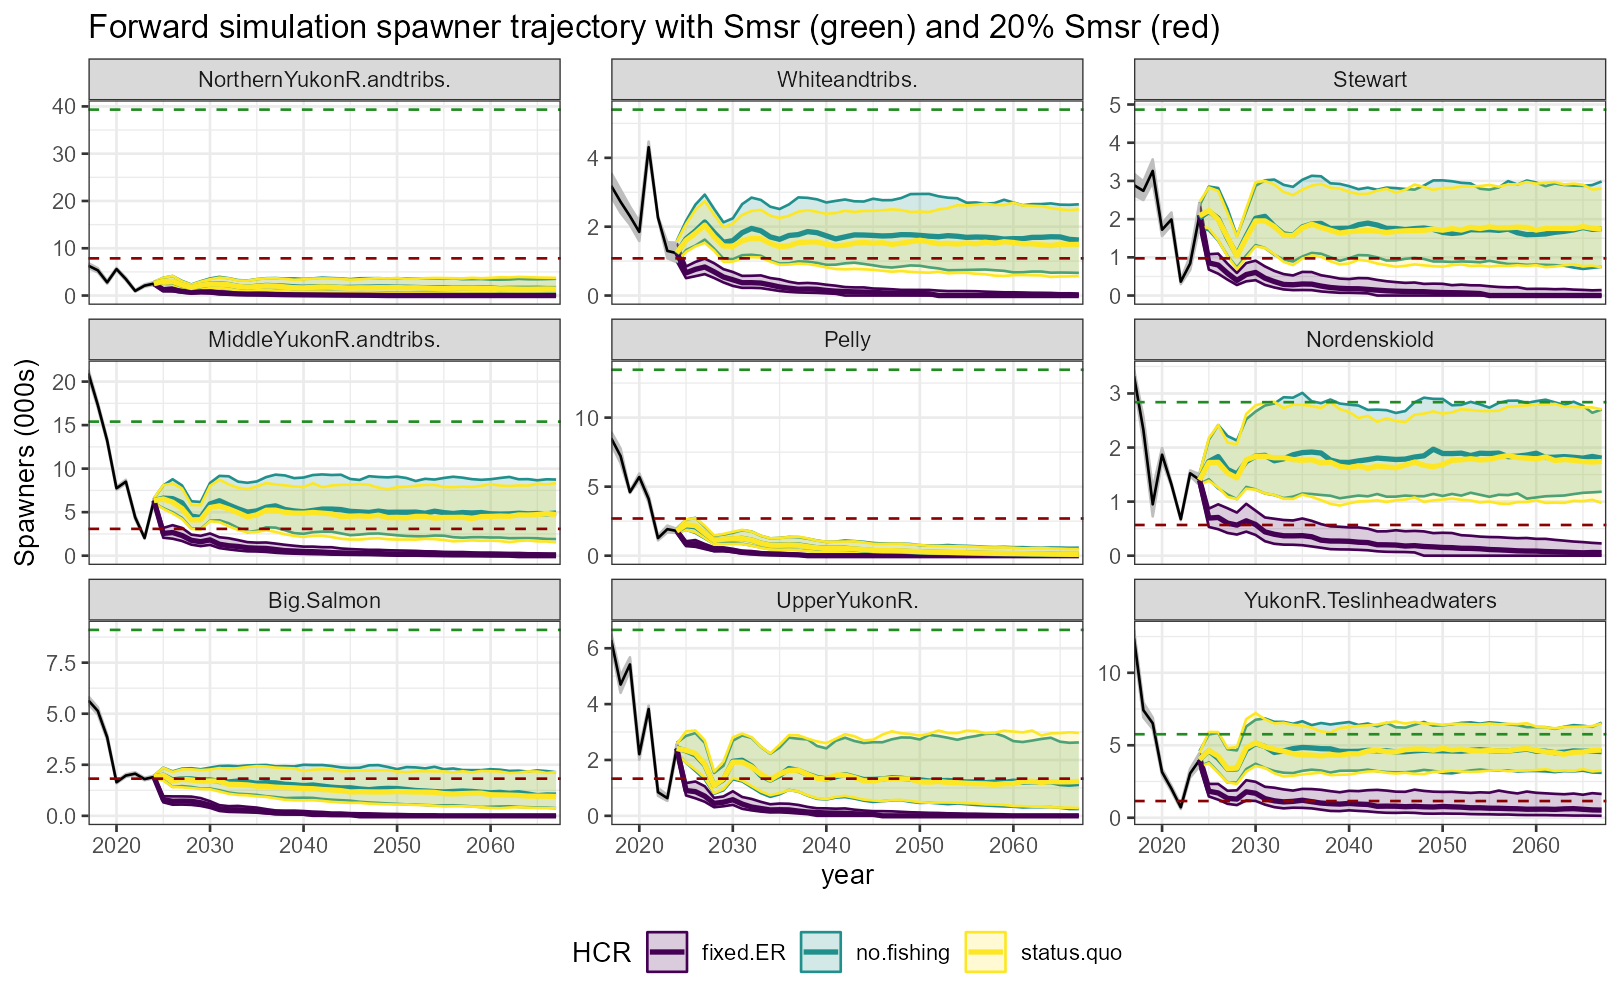 Forward simulation spawner trajectory with Smsr (green) and 20% Smsr (red)
NorthernYukonR.andtribs.
Whiteandtribs.
Stewart
40
30
20
10
0
4
2
0
5
4
3
2
1
0
MiddleYukonR.andtribs.
Pelly
Nordenskiold
20
15
10
5
0
10
5
0
3
2
1
0
Big.Salmon
UpperYukonR.
YukonR.Teslinheadwaters
7.5
5.0
2.5
0.0
6
4
2
0
10
5
0
2020 2030 2040 2050 2060
2020 2030 2040 2050 2060
2020 2030 2040 2050 2060
Spawners (000s)
year
HCR fixed.ER no.fishing status.quo